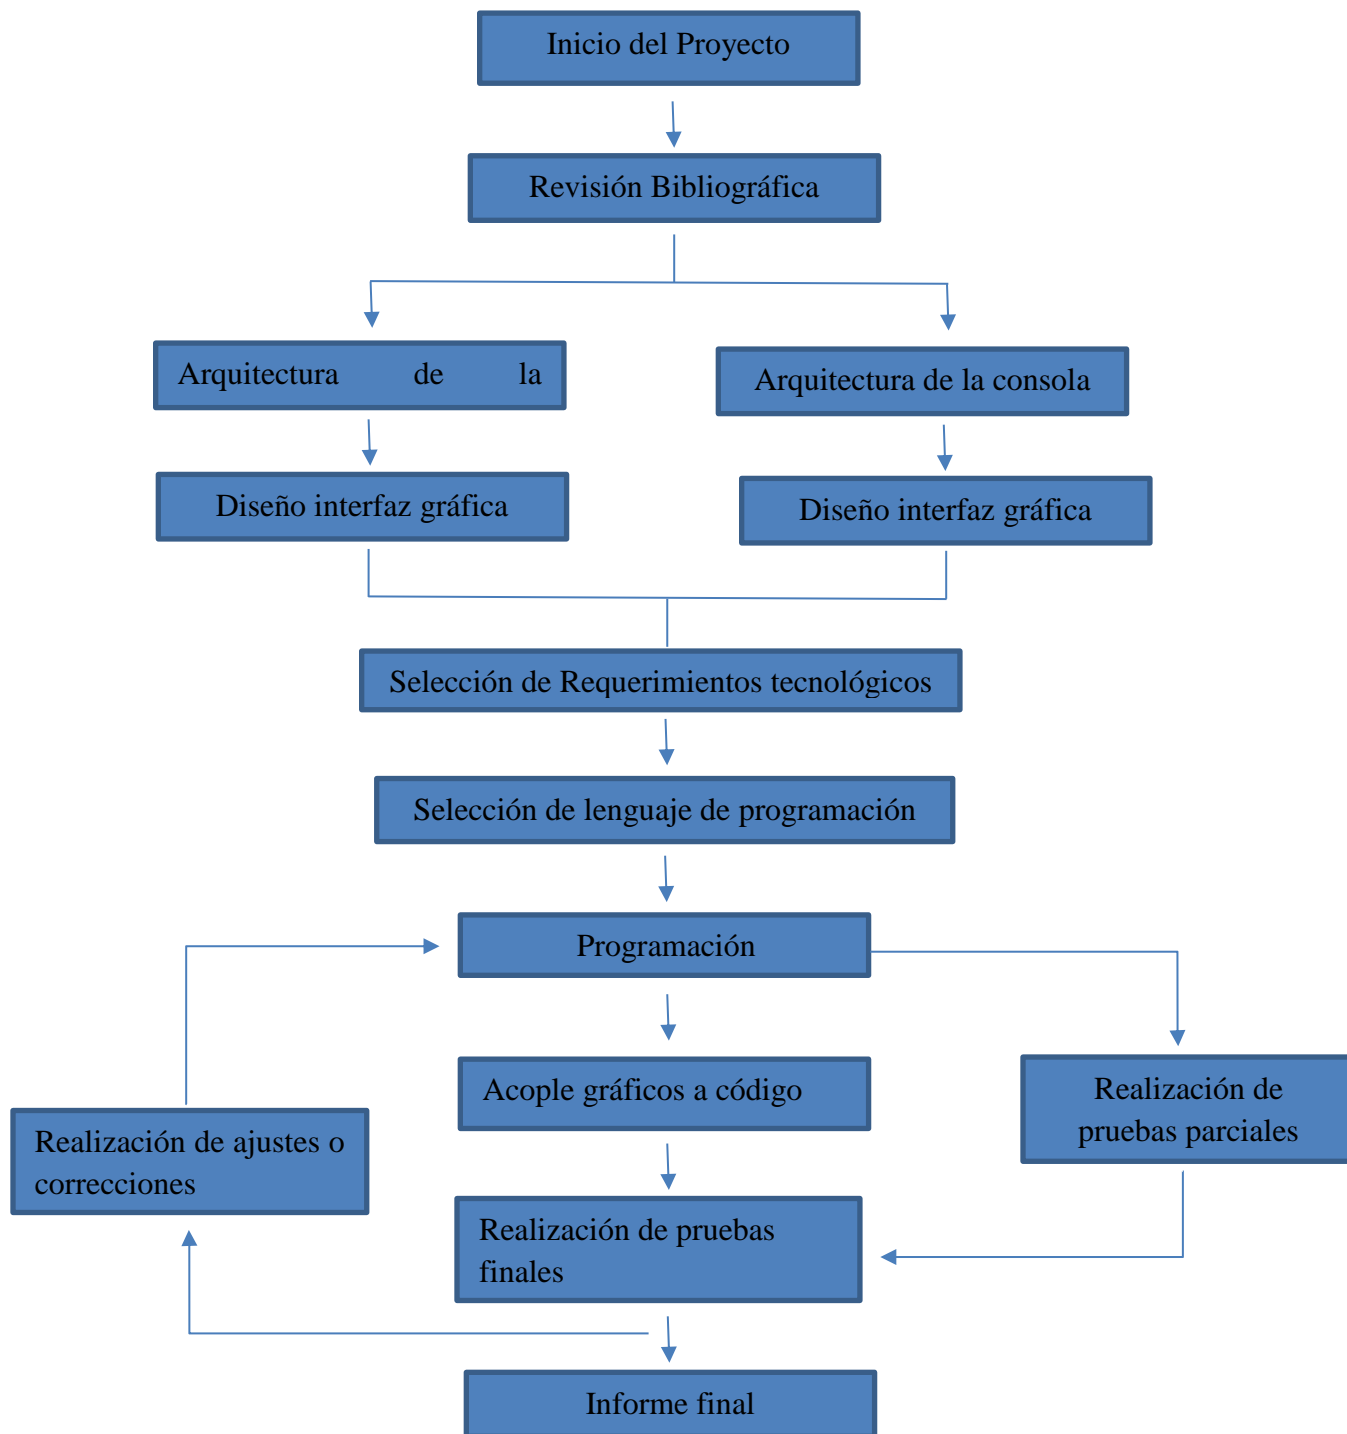 Inicio del Proyecto
Revisión Bibliográfica
Arquitectura de la
Arquitectura de la consola
Diseño interfaz gráfica
Diseño interfaz gráfica
Selección de Requerimientos tecnológicos
Selección de lenguaje de programación
Programación
Acople gráficos a código
Realización de
pruebas parciales
Realización de ajustes o
correcciones
Realización de pruebas
finales
Informe final